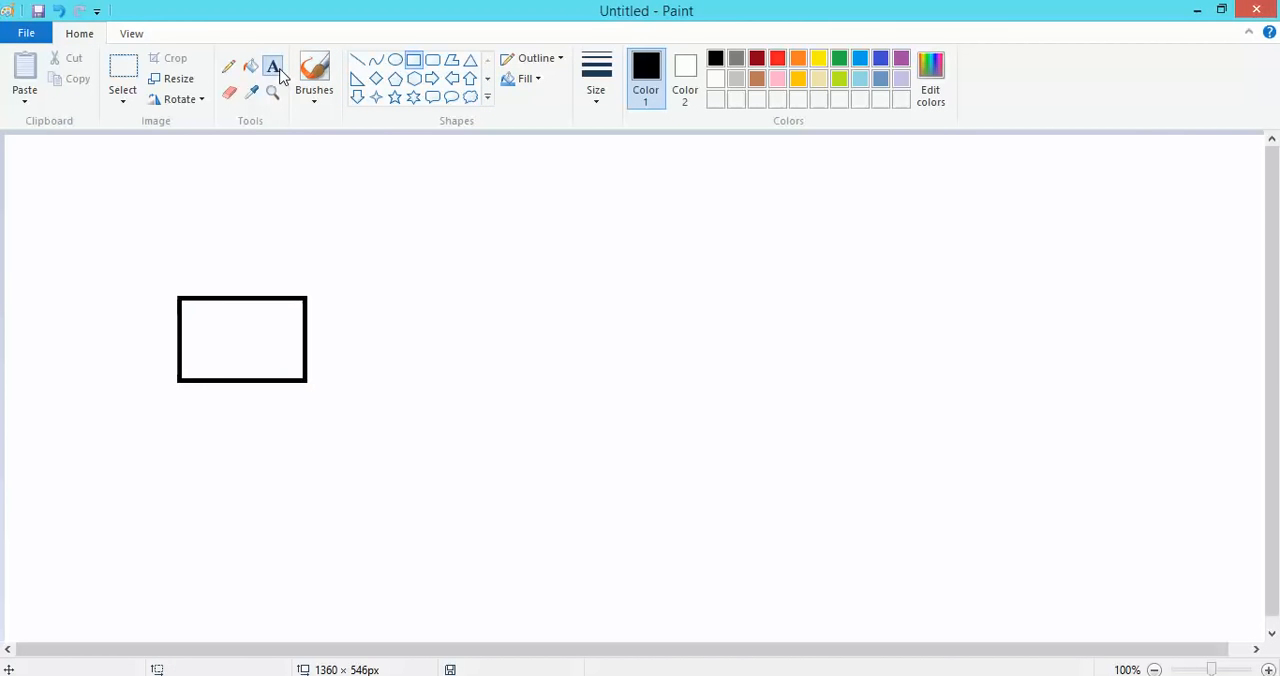 Untitled - Paint
File Home View
Paste
Cut
Copy
Clipboard
Select
Crop
Resize
Rotate
Image
A
Tools
Brushes
Shapes
Outline
Fill
Size
Color 1
Color 2
Edit colors
Colors
1360 × 546px
100%